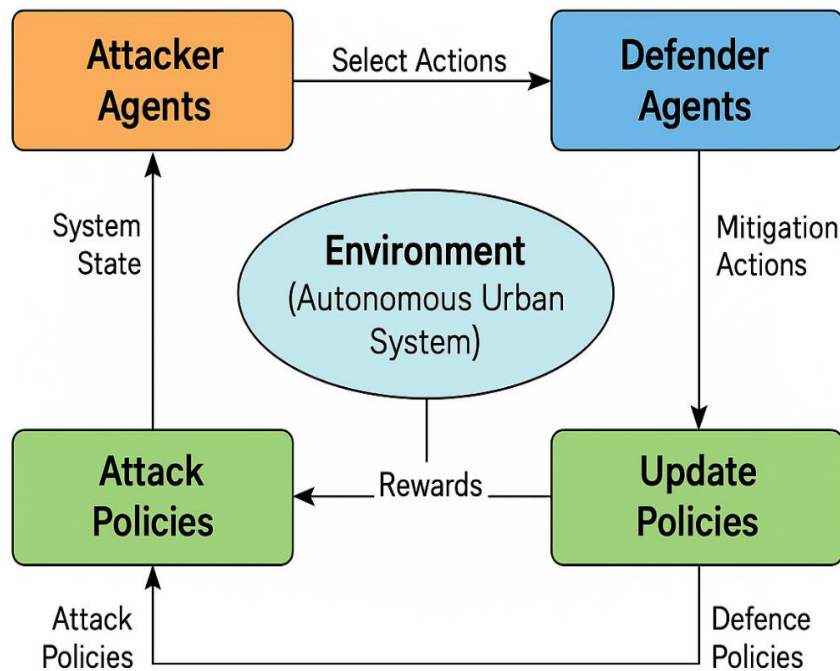 Attacker
Agents
Select Actions
Defender
Agents
System
State
Environment
(Autonomous Urban
System)
Mitigation
Actions
Attack
Policies
Rewards
Update
Policies
Attack
Policies
Defence
Policies